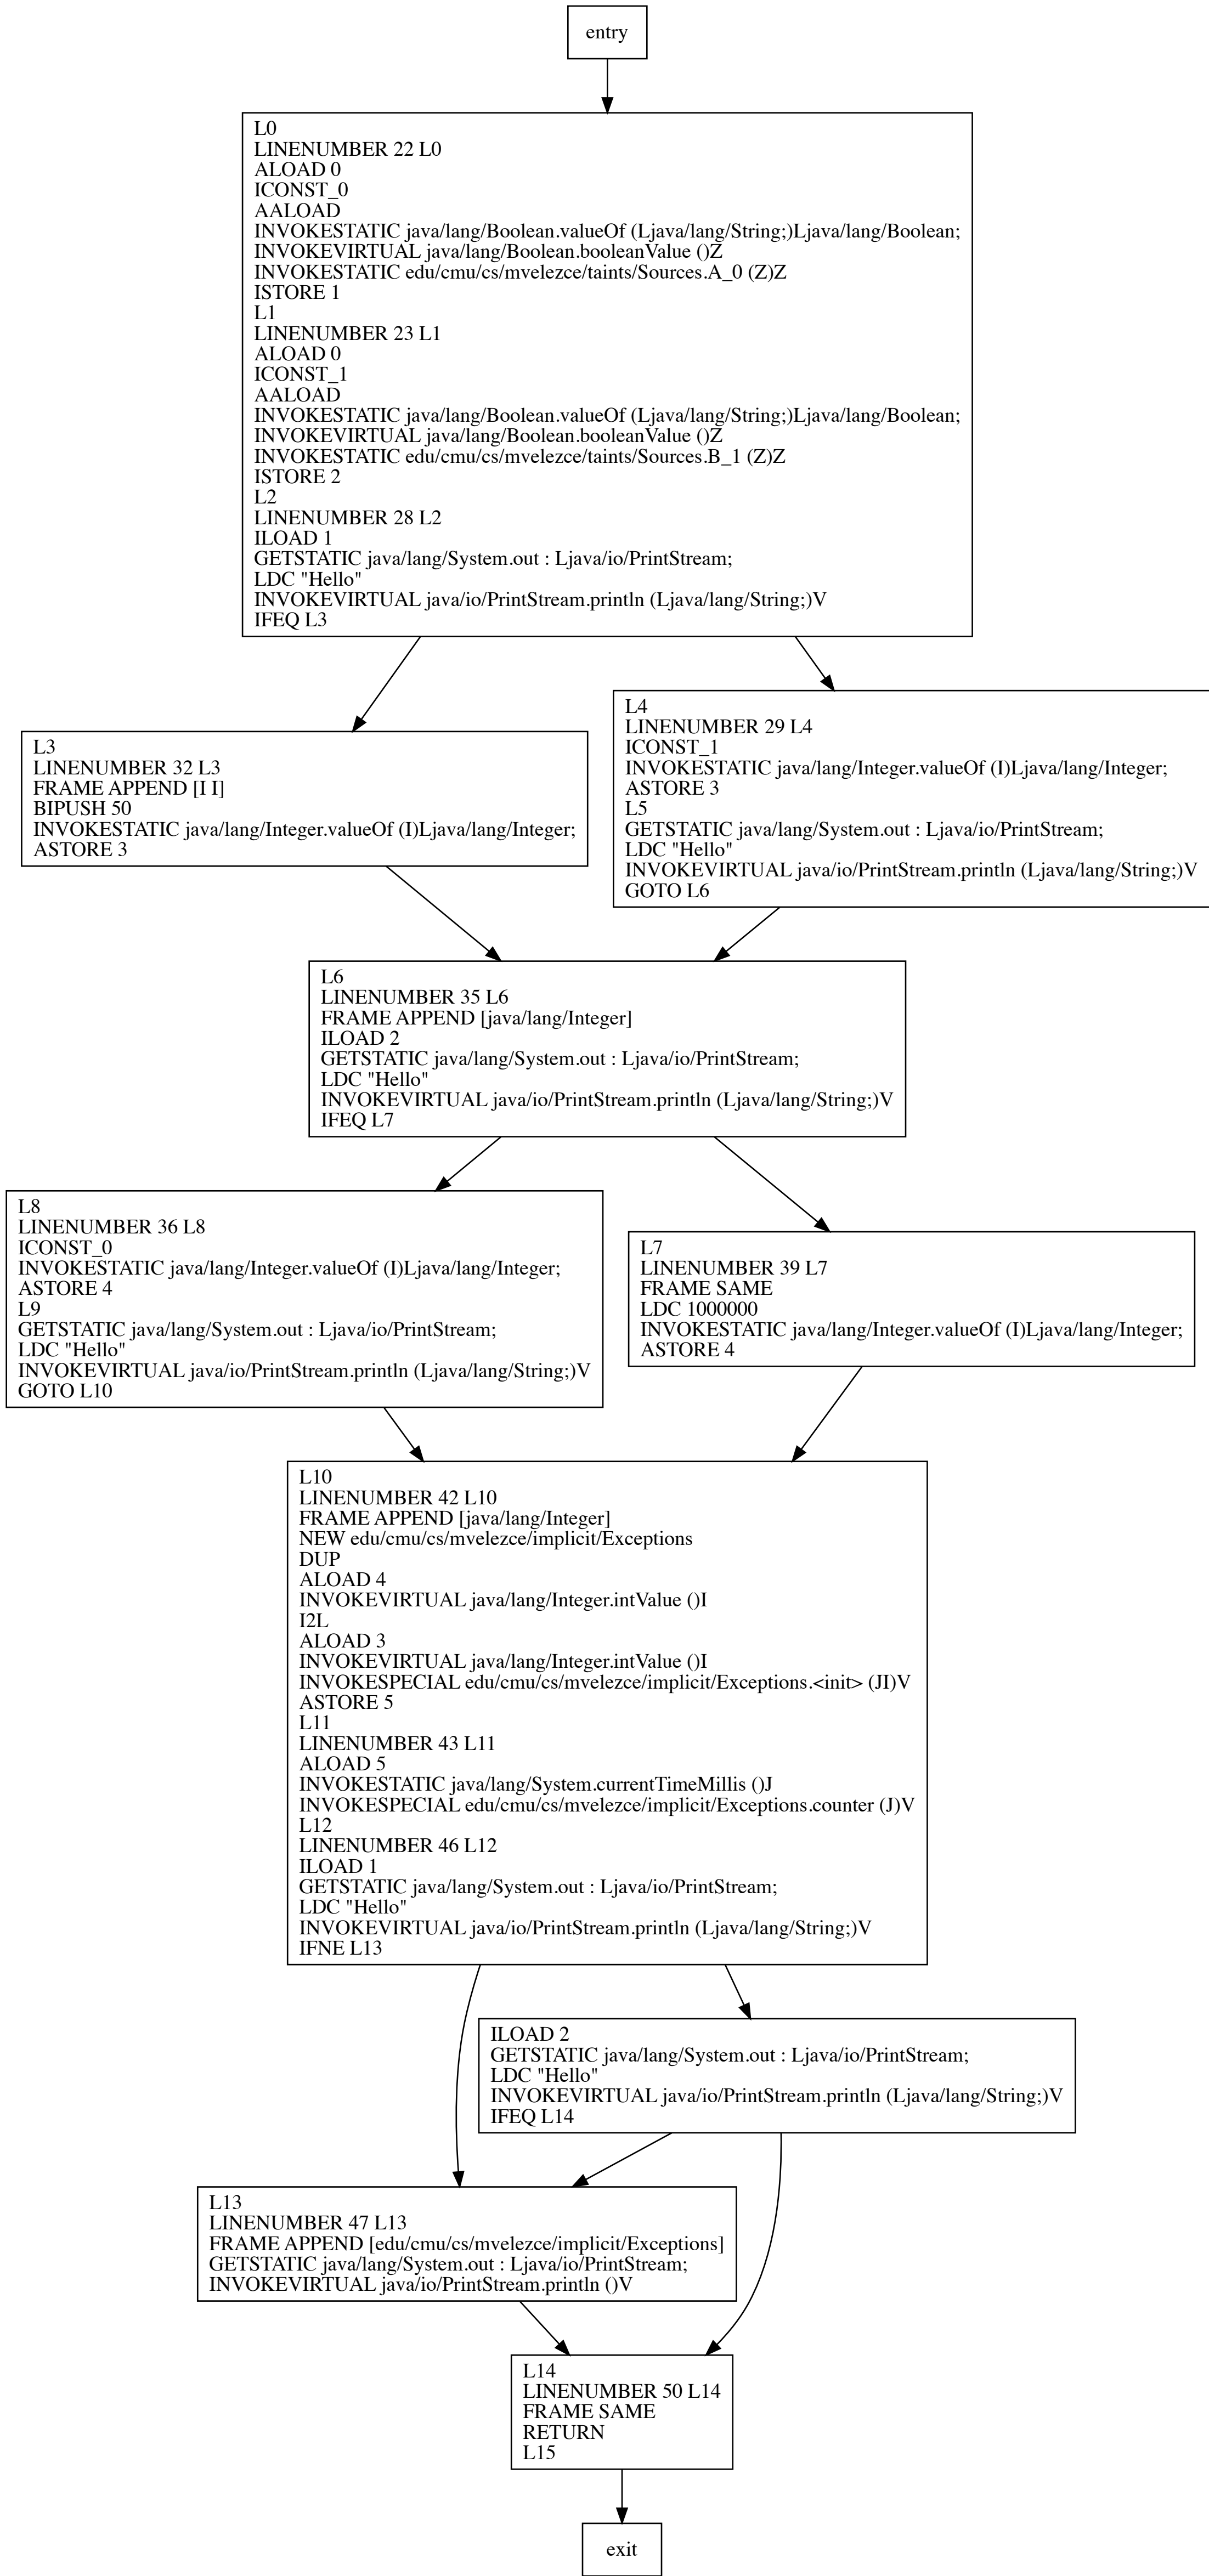 entry
L0
LINENUMBER 22 L0
ALOAD 0
ICONST_0
AALOAD
INVOKESTATIC java/lang/Boolean.valueOf (Ljava/lang/String;)Ljava/lang/Boolean;
INVOKEVIRTUAL java/lang/Boolean.booleanValue ()Z
INVOKESTATIC edu/cmu/cs/mvelezce/taints/Sources.A_0 (Z)Z
ISTORE 1
L1
LINENUMBER 23 L1
ALOAD 0
ICONST_1
AALOAD
INVOKESTATIC java/lang/Boolean.valueOf (Ljava/lang/String;)Ljava/lang/Boolean;
INVOKEVIRTUAL java/lang/Boolean.booleanValue ()Z
INVOKESTATIC edu/cmu/cs/mvelezce/taints/Sources.B_1 (Z)Z
ISTORE 2
L2
LINENUMBER 28 L2
ILOAD 1
GETSTATIC java/lang/System.out : Ljava/io/PrintStream;
LDC "Hello"
INVOKEVIRTUAL java/io/PrintStream.println (Ljava/lang/String;)V
IFEQ L3
L3
LINENUMBER 32 L3
FRAME APPEND [I I]
BIPUSH 50
INVOKESTATIC java/lang/Integer.valueOf (I)Ljava/lang/Integer;
ASTORE 3
L4
LINENUMBER 29 L4
ICONST_1
INVOKESTATIC java/lang/Integer.valueOf (I)Ljava/lang/Integer;
ASTORE 3
L5
GETSTATIC java/lang/System.out : Ljava/io/PrintStream;
LDC "Hello"
INVOKEVIRTUAL java/io/PrintStream.println (Ljava/lang/String;)V
GOTO L6
L6
LINENUMBER 35 L6
FRAME APPEND [java/lang/Integer]
ILOAD 2
GETSTATIC java/lang/System.out : Ljava/io/PrintStream;
LDC "Hello"
INVOKEVIRTUAL java/io/PrintStream.println (Ljava/lang/String;)V
IFEQ L7
L8
LINENUMBER 36 L8
ICONST_0
INVOKESTATIC java/lang/Integer.valueOf (I)Ljava/lang/Integer;
ASTORE 4
L9
GETSTATIC java/lang/System.out : Ljava/io/PrintStream;
LDC "Hello"
INVOKEVIRTUAL java/io/PrintStream.println (Ljava/lang/String;)V
GOTO L10
L7
LINENUMBER 39 L7
FRAME SAME
LDC 1000000
INVOKESTATIC java/lang/Integer.valueOf (I)Ljava/lang/Integer;
ASTORE 4
L10
LINENUMBER 42 L10
FRAME APPEND [java/lang/Integer]
NEW edu/cmu/cs/mvelezce/implicit/Exceptions
DUP
ALOAD 4
INVOKEVIRTUAL java/lang/Integer.intValue ()I
I2L
ALOAD 3
INVOKEVIRTUAL java/lang/Integer.intValue ()I
INVOKESPECIAL edu/cmu/cs/mvelezce/implicit/Exceptions.<init> (JI)V
ASTORE 5
L11
LINENUMBER 43 L11
ALOAD 5
INVOKESTATIC java/lang/System.currentTimeMillis ()J
INVOKESPECIAL edu/cmu/cs/mvelezce/implicit/Exceptions.counter (J)V
L12
LINENUMBER 46 L12
ILOAD 1
GETSTATIC java/lang/System.out : Ljava/io/PrintStream;
LDC "Hello"
INVOKEVIRTUAL java/io/PrintStream.println (Ljava/lang/String;)V
IFNE L13
ILOAD 2
GETSTATIC java/lang/System.out : Ljava/io/PrintStream;
LDC "Hello"
INVOKEVIRTUAL java/io/PrintStream.println (Ljava/lang/String;)V
IFEQ L14
L13
LINENUMBER 47 L13
FRAME APPEND [edu/cmu/cs/mvelezce/implicit/Exceptions]
GETSTATIC java/lang/System.out : Ljava/io/PrintStream;
INVOKEVIRTUAL java/io/PrintStream.println ()V
L14
LINENUMBER 50 L14
FRAME SAME
RETURN
L15
exit